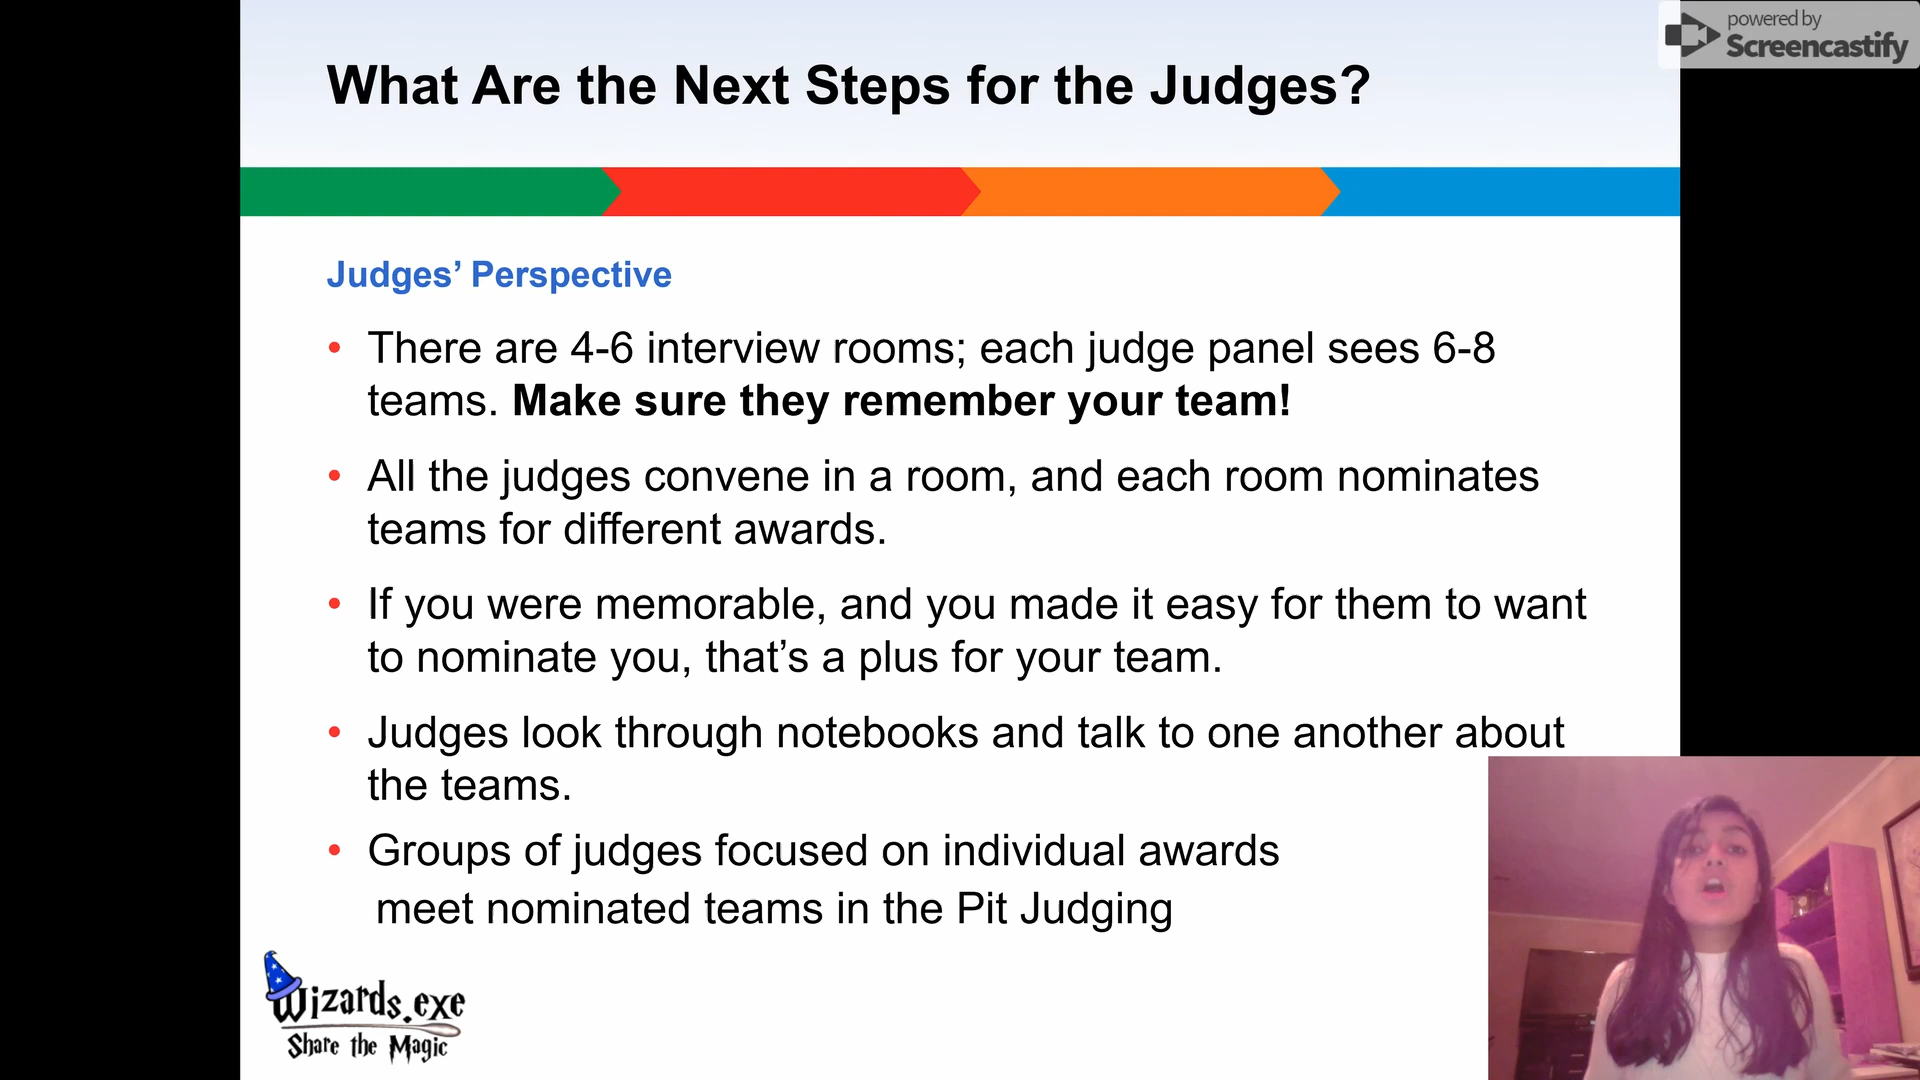 powered by
Screencastify
What Are the Next Steps for the Judges?
Judges’ Perspective
• There are 4-6 interview rooms; each judge panel sees 6-8
teams. Make sure they remember your team!
• All the judges convene in a room, and each room nominates
teams for different awards.
• If you were memorable, and you made it easy for them to want
to nominate you, that’s a plus for your team.
• Judges look through notebooks and talk to one another about
the teams.
• Groups of judges focused on individual awards
meet nominated teams in the Pit Judging
Wizards.exe
Share the Magic